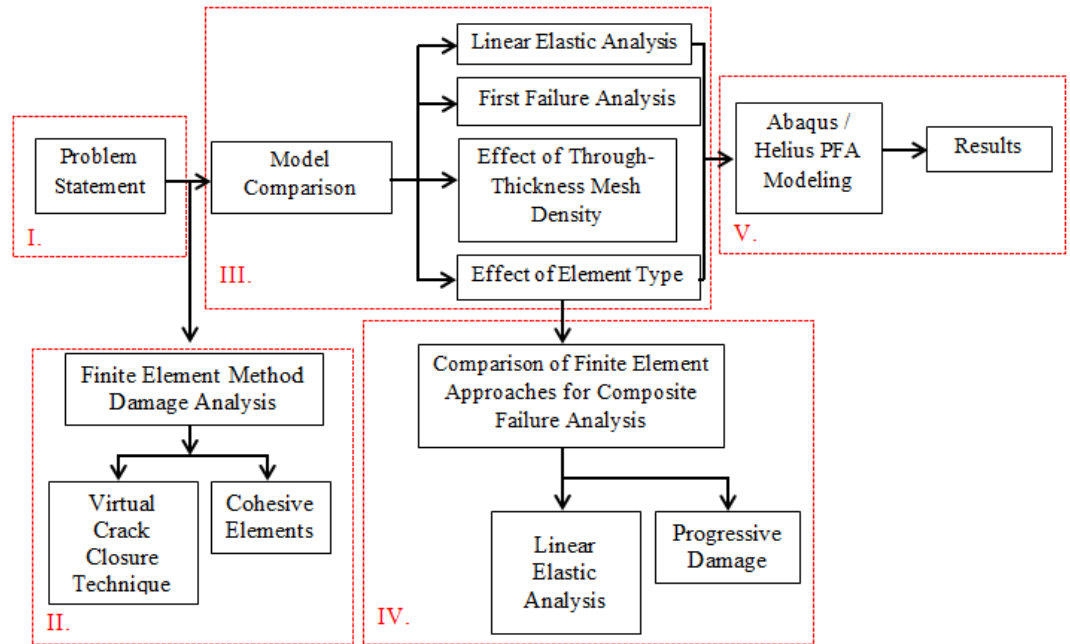 Problem
Statement
I.
Model
Comparison
Linear Elastic Analysis
First Failure Analysis
Effect of Through-
Thickness Mesh
Density
Effect of Element Type
III.
Abaqus /
Helius PFA
Modeling
Results
V.
Finite Element Method
Damage Analysis
Virtual
Crack
Closure
Technique
Cohesive
Elements
II.
Comparison of Finite Element
Approaches for Composite
Failure Analysis
Linear
Elastic
Analysis
Progressive
Damage
IV.